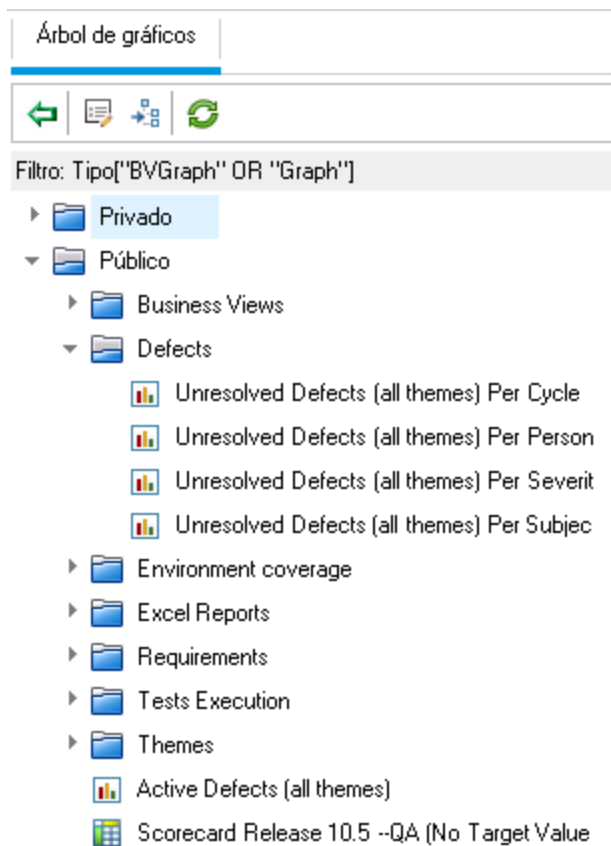 Árbol de gráficos
Filtro: Tipo["BVGraph" OR "Graph"]
Privado
Público
Business Views
Defects
Unresolved Defects (all themes) Per Cycle
Unresolved Defects (all themes) Per Person
Unresolved Defects (all themes) Per Severit
Unresolved Defects (all themes) Per Subjec
Environment coverage
Excel Reports
Requirements
Tests Execution
Themes
Active Defects (all themes)
Scorecard Release 10.5 --QA (No Target Value